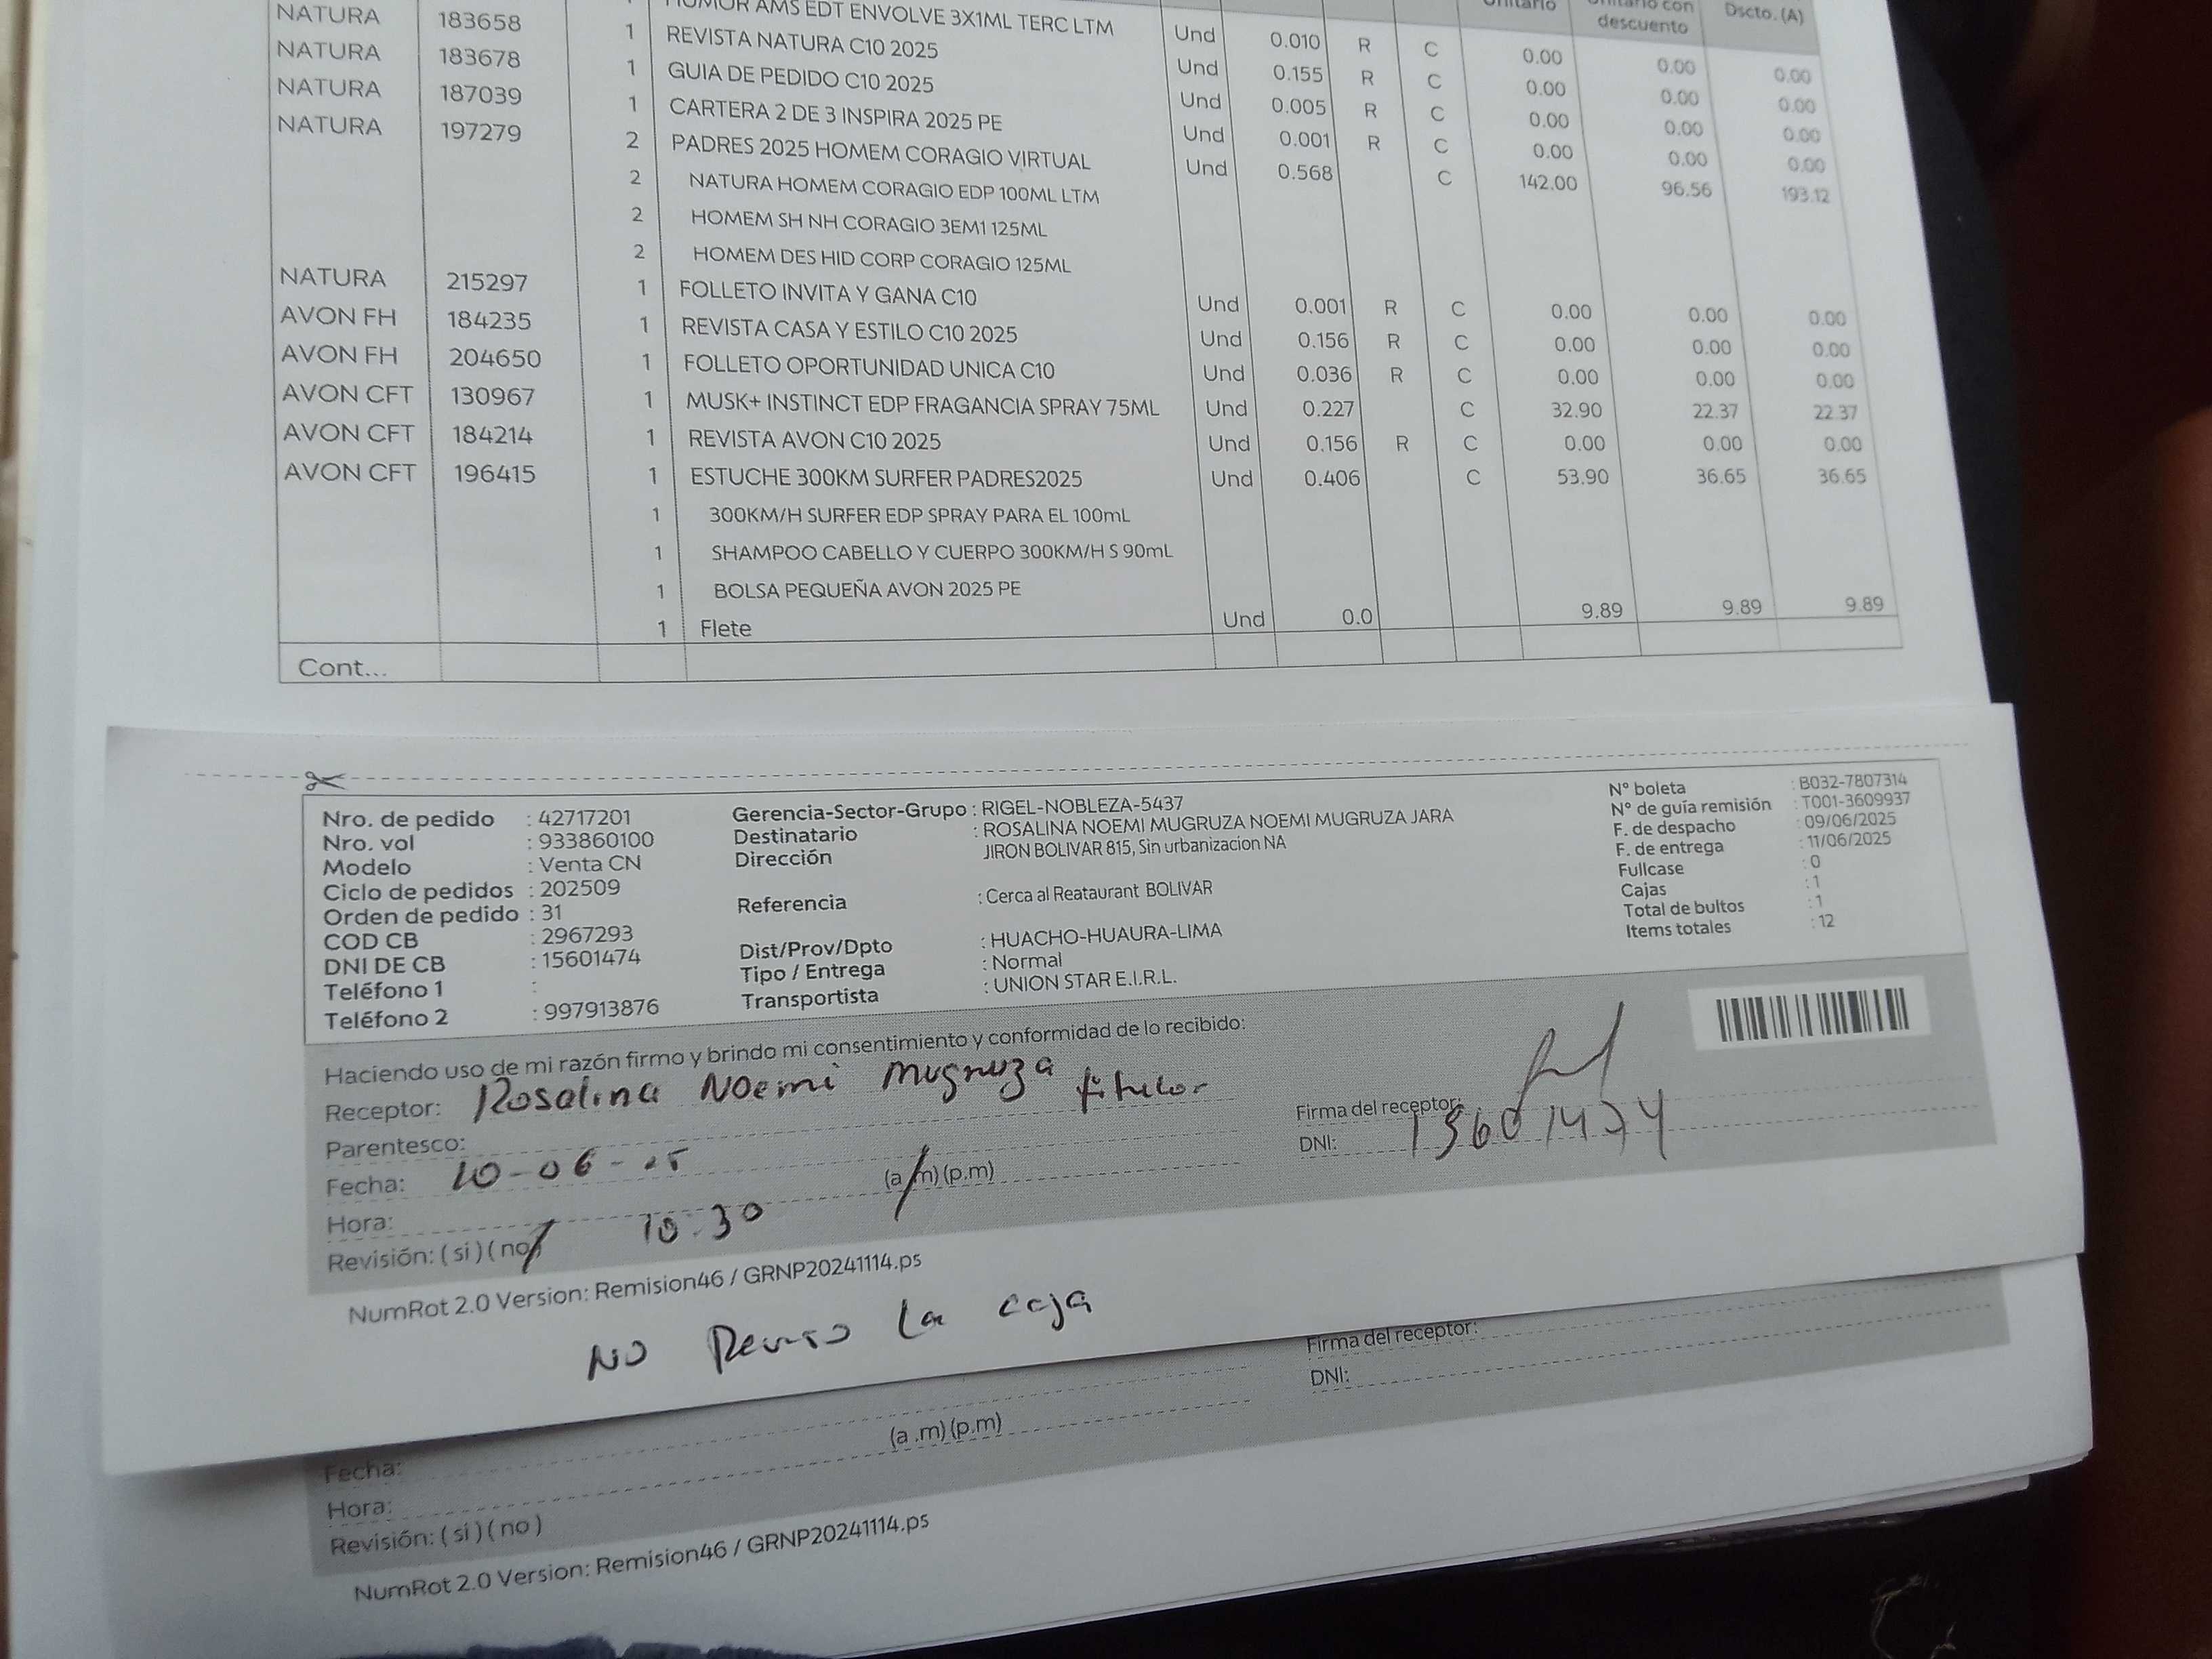 Unitario Unitario con descuento Dscto. (A)
HUMOR AMS EDT ENVOLVE 3X1ML TERC LTM Und 0.010 R C 0.00 0.00 0.00
NATURA 183658 1 REVISTA NATURA C10 2025 Und 0.155 R C 0.00 0.00 0.00
NATURA 183678 1 GUIA DE PEDIDO C10 2025 Und 0.005 R C 0.00 0.00 0.00
NATURA 187039 1 CARTERA 2 DE 3 INSPIRA 2025 PE Und 0.001 R C 0.00 0.00 0.00
NATURA 197279 2 PADRES 2025 HOMEM CORAGIO VIRTUAL Und 0.568 C 142.00 96.56 193.12
2 NATURA HOMEM CORAGIO EDP 100ML LTM
2 HOMEM SH NH CORAGIO 3EM1 125ML
2 HOMEM DES HID CORP CORAGIO 125ML
NATURA 215297 1 FOLLETO INVITA Y GANA C10 Und 0.001 R C 0.00 0.00 0.00
AVON FH 184235 1 REVISTA CASA Y ESTILO C10 2025 Und 0.156 R C 0.00 0.00 0.00
AVON FH 204650 1 FOLLETO OPORTUNIDAD UNICA C10 Und 0.036 R C 0.00 0.00 0.00
AVON CFT 130967 1 MUSK+ INSTINCT EDP FRAGANCIA SPRAY 75ML Und 0.227 C 32.90 22.37 22.37
AVON CFT 184214 1 REVISTA AVON C10 2025 Und 0.156 R C 0.00 0.00 0.00
AVON CFT 196415 1 ESTUCHE 300KM SURFER PADRES2025 Und 0.406 C 53.90 36.65 36.65
1 300KM/H SURFER EDP SPRAY PARA EL 100mL
1 SHAMPOO CABELLO Y CUERPO 300KM/H S 90mL
1 BOLSA PEQUEÑA AVON 2025 PE
1 Flete Und 0.0 9.89 9.89 9.89
Cont...
Nro. de pedido : 42717201
Nro. vol : 933860100
Modelo : Venta CN
Ciclo de pedidos : 202509
Orden de pedido : 31
COD CB : 2967293
DNI DE CB : 15601474
Teléfono 1 :
Teléfono 2 : 997913876
Gerencia-Sector-Grupo : RIGEL-NOBLEZA-5437
Destinatario : ROSALINA NOEMI MUGRUZA NOEMI MUGRUZA JARA
Dirección JIRON BOLIVAR 815, Sin urbanizacion NA
Referencia : Cerca al Reataurant BOLIVAR
Dist/Prov/Dpto : HUACHO-HUAURA-LIMA
Tipo / Entrega : Normal
Transportista : UNION STAR E.I.R.L.
N° boleta : B032-7807314
N° de guía remisión : T001-3609937
F. de despacho : 09/06/2025
F. de entrega : 11/06/2025
Fullcase : 0
Cajas : 1
Total de bultos : 1
Items totales : 12
Haciendo uso de mi razón firmo y brindo mi consentimiento y conformidad de lo recibido:
Receptor: Rosalina Noemi Mugruza titular
Parentesco:
Fecha: 10-06-25
Hora: 10:30 (a.m) (p.m)
Revisión: ( si ) ( no )
Firma del receptor:
DNI: 15601474
NumRot 2.0 Version: Remision46 / GRNP20241114.ps
NO Reviso la caja
Firma del receptor:
DNI:
Fecha:
(a .m) (p.m)
Hora:
Revisión: ( si ) ( no )
NumRot 2.0 Version: Remision46 / GRNP20241114.ps